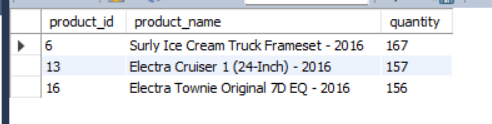 product_id product_name quantity
6 Surly Ice Cream Truck Frameset - 2016 167
13 Electra Cruiser 1 (24-Inch) - 2016 157
16 Electra Townie Original 7D EQ - 2016 156